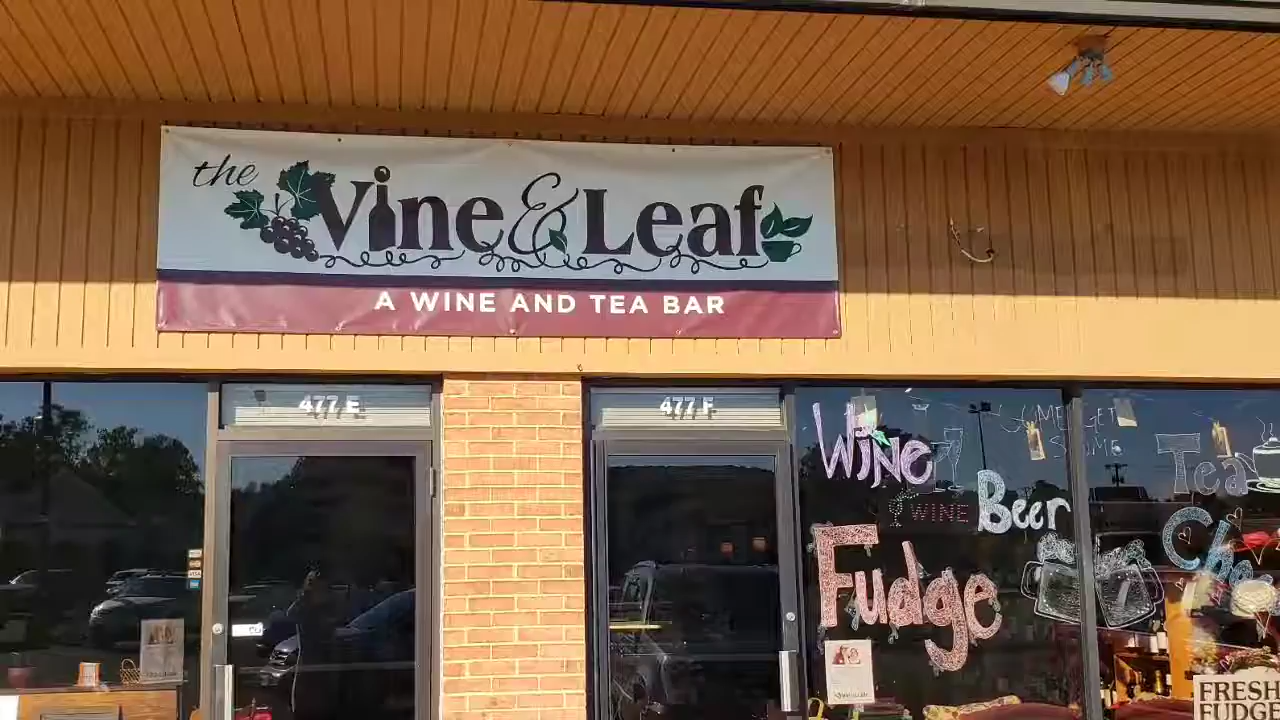 the Vine & Leaf
A WINE AND TEA BAR
477 E
477 F
Wine
Tea
WINE
Beer
Fudge
FRESH
FUDGE